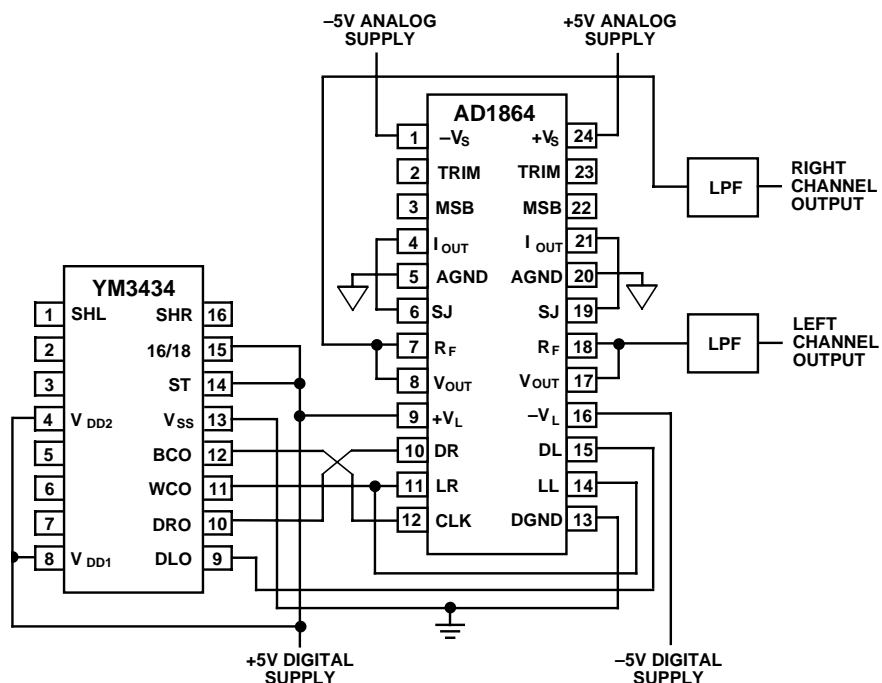 –5V ANALOG
SUPPLY
+5V ANALOG
SUPPLY
AD1864
1 –VS
+VS 24
2 TRIM
TRIM 23
3 MSB
MSB 22
4 IOUT
IOUT 21
5 AGND
AGND 20
6 SJ
SJ 19
7 RF
RF 18
8 VOUT
VOUT 17
9 +VL
–VL 16
10 DR
DL 15
11 LR
LL 14
12 CLK
DGND 13
LPF
RIGHT
CHANNEL
OUTPUT
LPF
LEFT
CHANNEL
OUTPUT
YM3434
1 SHL
SHR 16
2
16/18 15
3
ST 14
4 VDD2
VSS 13
5
BCO 12
6
WCO 11
7
DRO 10
8 VDD1
DLO 9
+5V DIGITAL
SUPPLY
–5V DIGITAL
SUPPLY